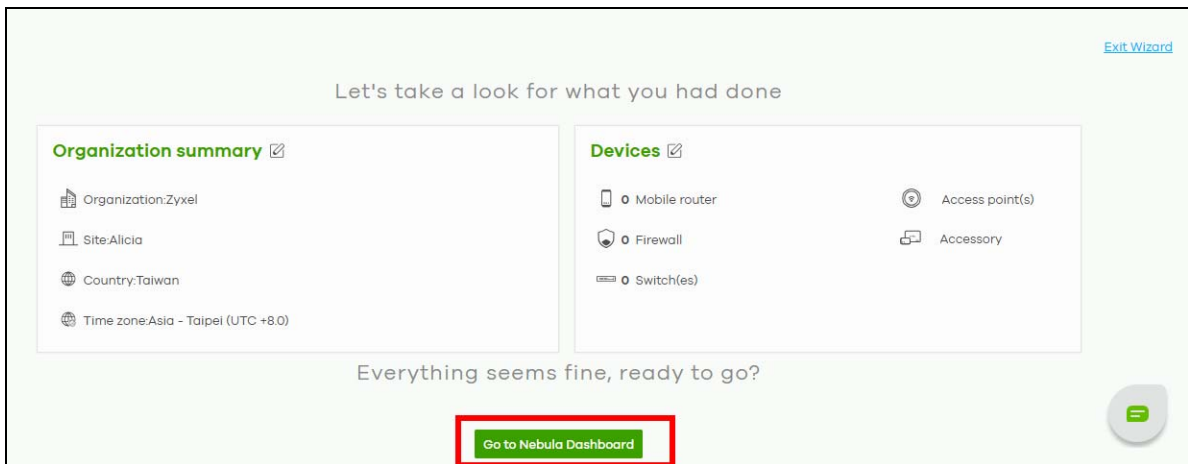 Exit Wizard
Let's take a look for what you had done
Organization summary
Organization:Zyxel
Site:Alicia
Country:Taiwan
Time zone:Asia - Taipei (UTC +8.0)
Devices
0 Mobile router
0 Firewall
0 Switch(es)
Access point(s)
Accessory
Everything seems fine, ready to go?
Go to Nebula Dashboard